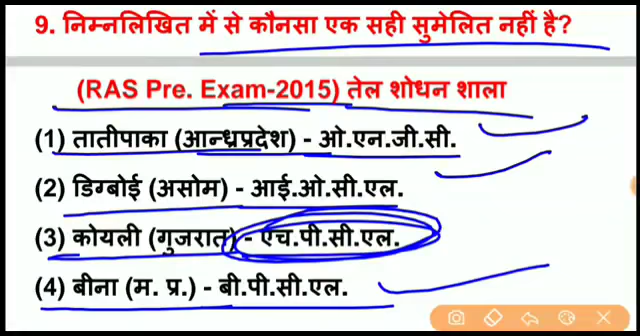 9. निम्नलिखित में से कौनसा एक सही सुमेलित नहीं है?
(RAS Pre. Exam-2015) तेल शोधन शाला
(1) तातीपाका (आन्ध्रप्रदेश) - ओ.एन.जी.सी.
(2) डिग्बोई (असोम) - आई.ओ.सी.एल.
(3) कोयली (गुजरात) - एच.पी.सी.एल.
(4) बीना (म. प्र.) - बी.पी.सी.एल.